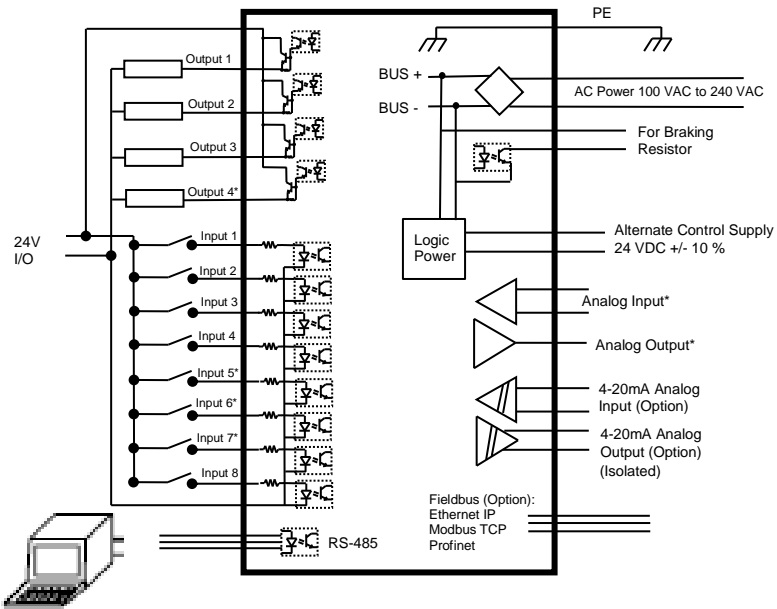 PE
Output 1
BUS +
AC Power 100 VAC to 240 VAC
Output 2
BUS -
For Braking
Resistor
Output 3
Output 4*
24V
I/O
Input 1
Logic
Power
Alternate Control Supply
24 VDC +/- 10 %
Input 2
Input 3
Analog Input*
Input 4
Analog Output*
Input 5*
4-20mA Analog
Input (Option)
Input 6*
Input 7*
4-20mA Analog
Output (Option)
(Isolated)
Input 8
Fieldbus (Option):
Ethernet IP
Modbus TCP
Profinet
RS-485